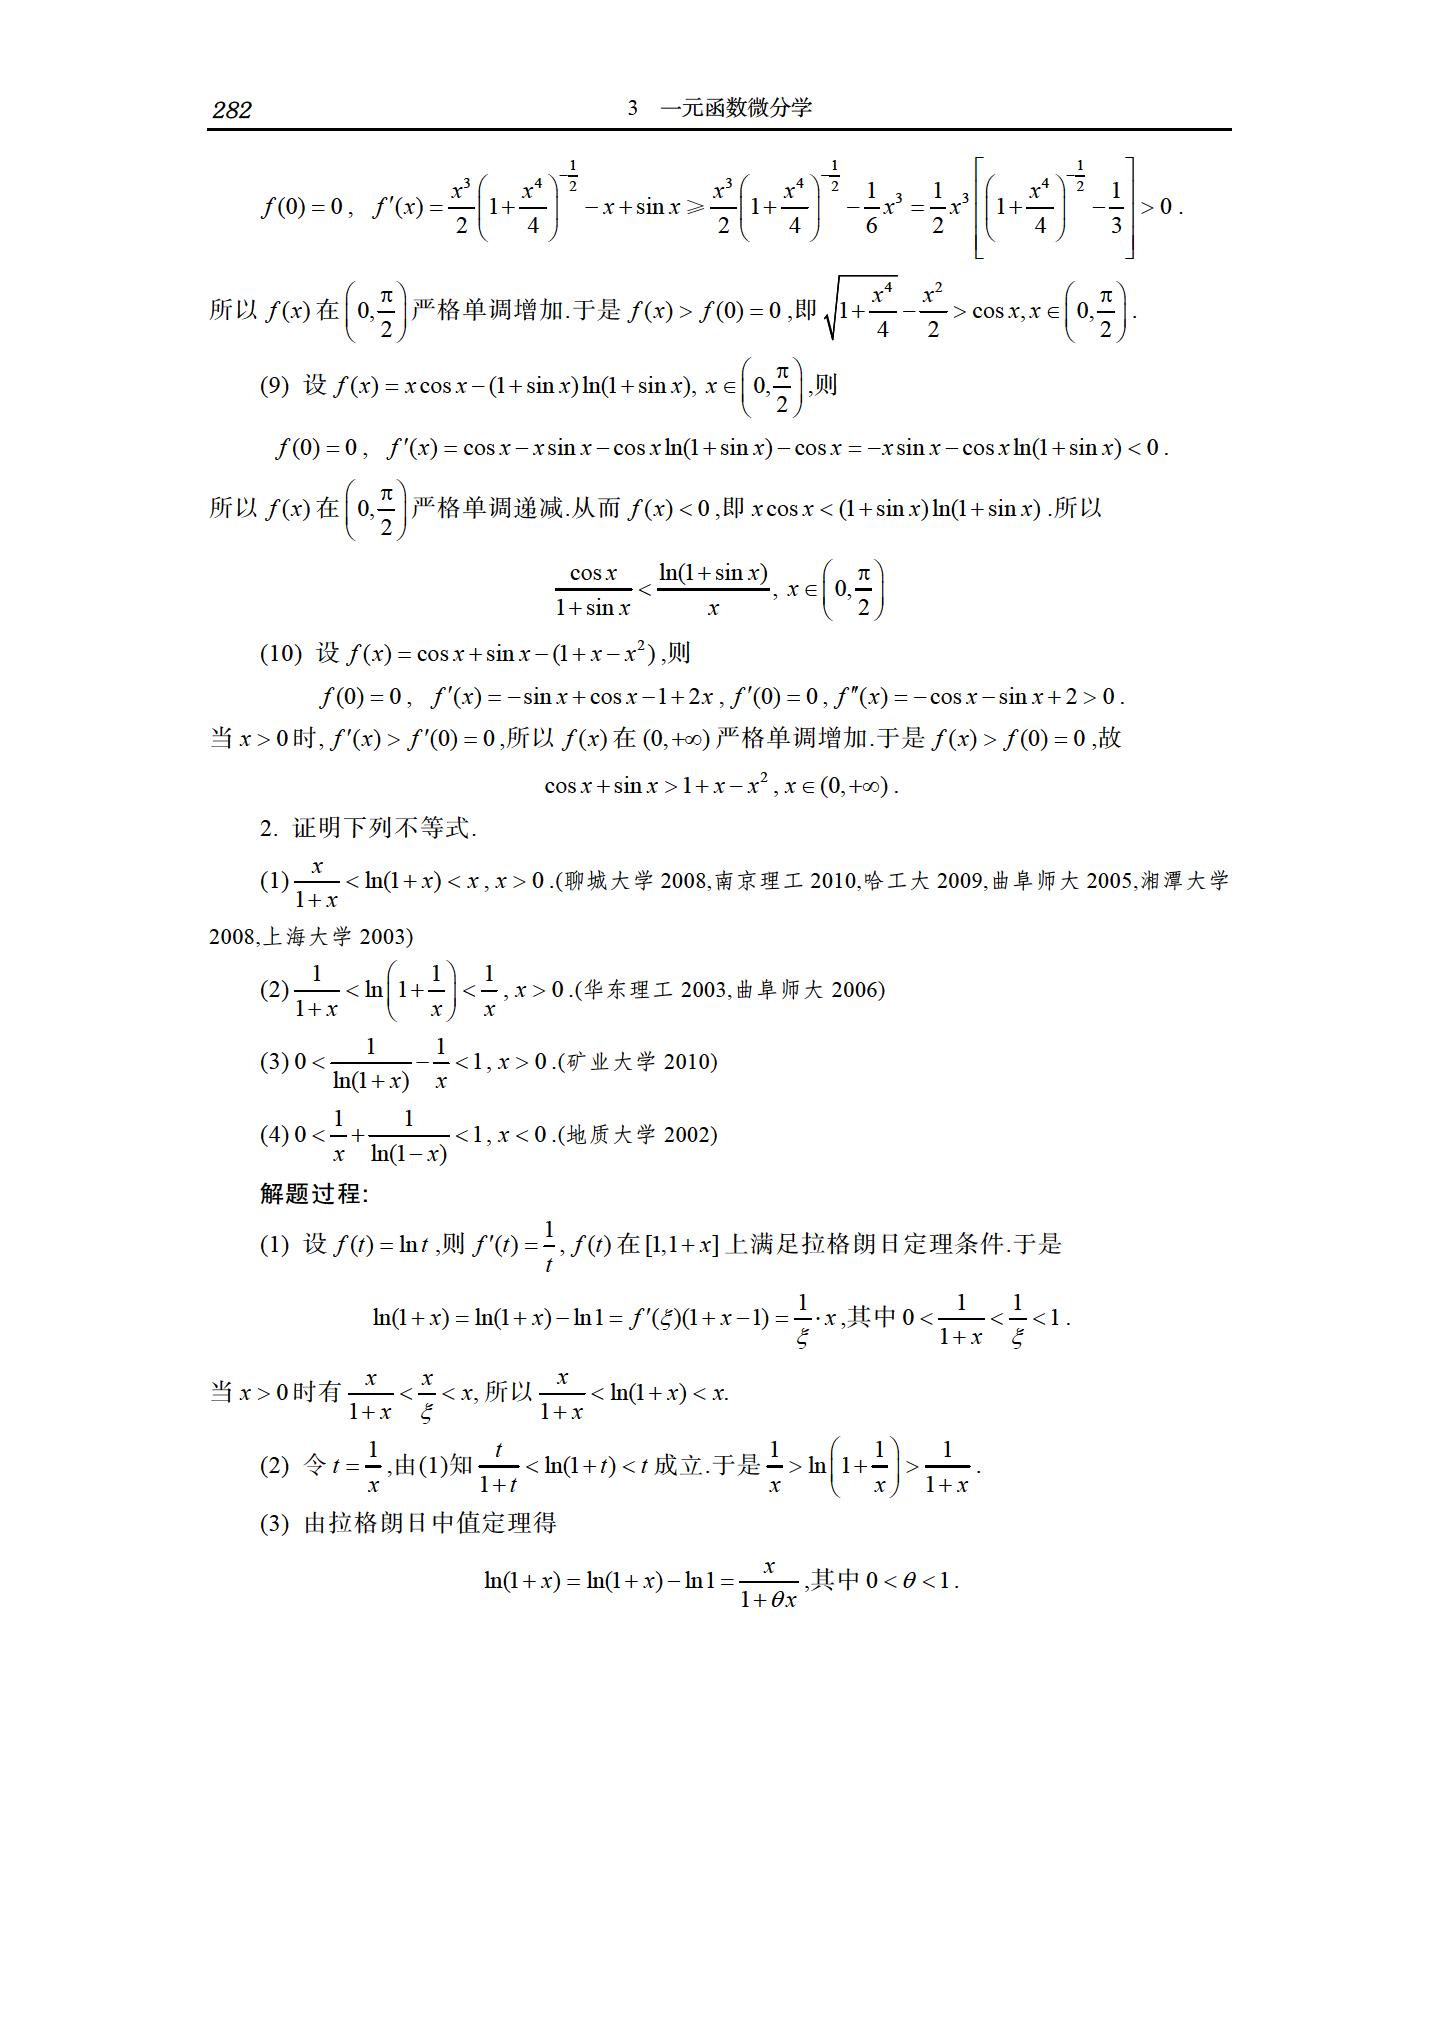 282 3 一元函数微分学
f(0)=0, f′(x)=\frac{x^3}{2}\left(1+\frac{x^4}{4}\right)^{-\frac{1}{2}}-x+\sin x⩾\frac{x^3}{2}\left(1+\frac{x^4}{4}\right)^{-\frac{1}{2}}-\frac{1}{6}x^3=\frac{1}{2}x^3\left[\left(1+\frac{x^4}{4}\right)^{-\frac{1}{2}}-\frac{1}{3}\right]>0.
所以 f(x) 在 \left(0,\frac{π}{2}\right) 严格单调增加.于是 f(x)>f(0)=0,即 \sqrt{1+\frac{x^4}{4}}-\frac{x^2}{2}>\cos x,x∈\left(0,\frac{π}{2}\right).
(9) 设 f(x)=x\cos x-(1+\sin x)\ln(1+\sin x), x∈\left(0,\frac{π}{2}\right),则
f(0)=0, f′(x)=\cos x-x\sin x-\cos x\ln(1+\sin x)-\cos x=-x\sin x-\cos x\ln(1+\sin x)<0.
所以 f(x) 在 \left(0,\frac{π}{2}\right) 严格单调递减.从而 f(x)<0,即 x\cos x<(1+\sin x)\ln(1+\sin x).所以
\frac{\cos x}{1+\sin x}<\frac{\ln(1+\sin x)}{x}, x∈\left(0,\frac{π}{2}\right)
(10) 设 f(x)=\cos x+\sin x-(1+x-x^2),则
f(0)=0, f′(x)=-\sin x+\cos x-1+2x,f′(0)=0,f″(x)=-\cos x-\sin x+2>0.
当 x>0 时,f′(x)>f′(0)=0,所以 f(x) 在 (0,+∞) 严格单调增加.于是 f(x)>f(0)=0,故
\cos x+\sin x>1+x-x^2,x∈(0,+∞).
2. 证明下列不等式.
(1) \frac{x}{1+x}<\ln(1+x)<x,x>0.(聊城大学 2008,南京理工 2010,哈工大 2009,曲阜师大 2005,湘潭大学
2008,上海大学 2003)
(2) \frac{1}{1+x}<\ln\left(1+\frac{1}{x}\right)<\frac{1}{x},x>0.(华东理工 2003,曲阜师大 2006)
(3) 0<\frac{1}{\ln(1+x)}-\frac{1}{x}<1,x>0.(矿业大学 2010)
(4) 0<\frac{1}{x}+\frac{1}{\ln(1-x)}<1,x<0.(地质大学 2002)
解题过程:
(1) 设 f(t)=\ln t,则 f′(t)=\frac{1}{t},f(t) 在 [1,1+x] 上满足拉格朗日定理条件.于是
\ln(1+x)=\ln(1+x)-\ln 1=f′(ξ)(1+x-1)=\frac{1}{ξ}·x,其中 0<\frac{1}{1+x}<\frac{1}{ξ}<1.
当 x>0 时有 \frac{x}{1+x}<\frac{x}{ξ}<x, 所以 \frac{x}{1+x}<\ln(1+x)<x.
(2) 令 t=\frac{1}{x},由(1)知 \frac{t}{1+t}<\ln(1+t)<t 成立.于是 \frac{1}{x}>\ln\left(1+\frac{1}{x}\right)>\frac{1}{1+x}.
(3) 由拉格朗日中值定理得
\ln(1+x)=\ln(1+x)-\ln 1=\frac{x}{1+θx},其中 0<θ<1.